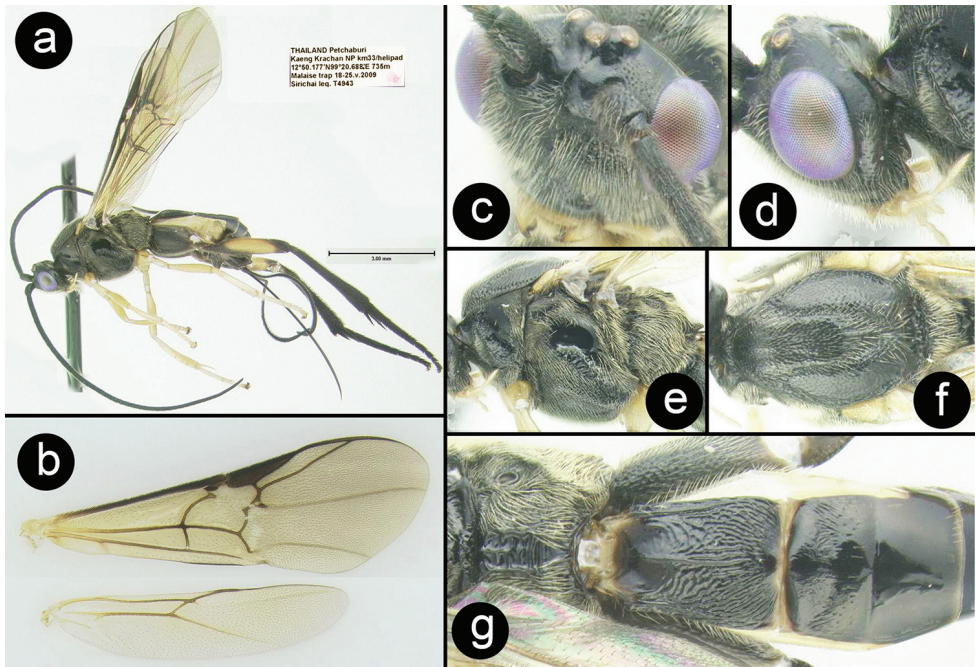 a
THAILAND Petchaburi
Kaeng Krachan NP km33/helipad
12°50.177'N99°20.688'E 735m
Malaise trap 18-25.v.2009
Sirichai leg. T4943
3.00 mm
b
c
d
e
f
g